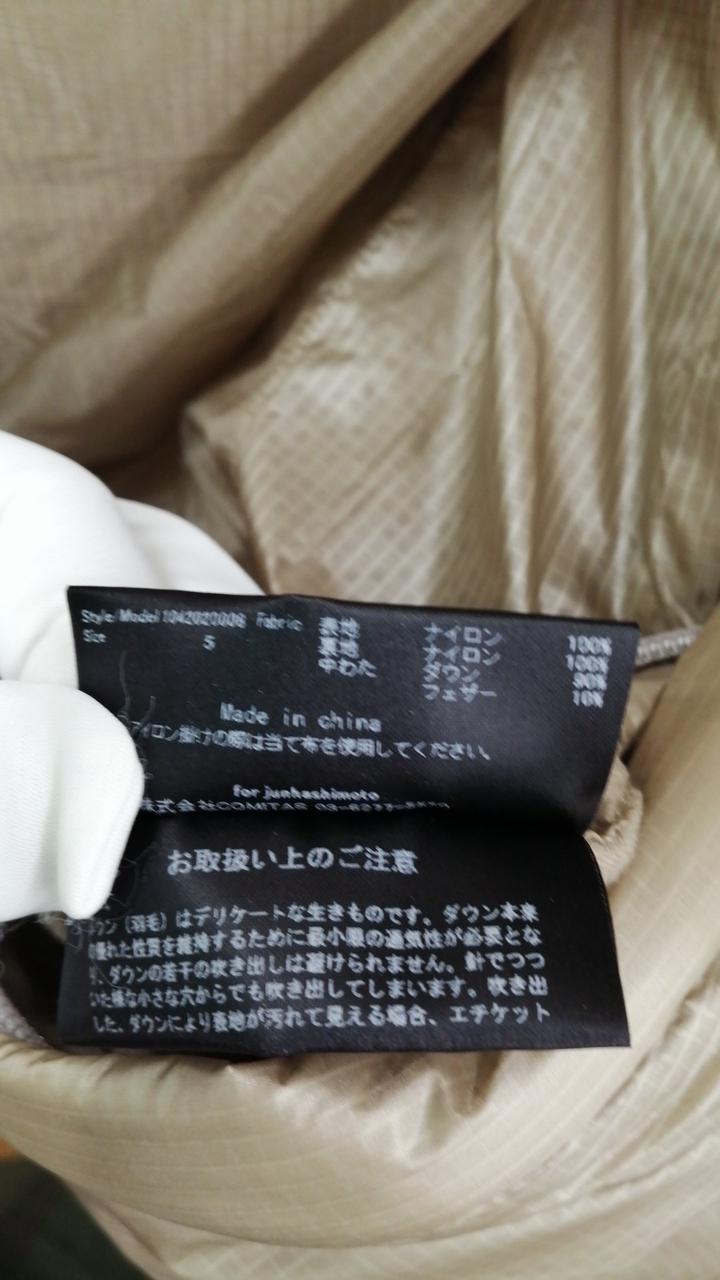 Style/Model 1042021006 Fabric 表地 ナイロン 100%
Size S 裏地 ナイロン 100%
中わた ダウン 90%
フェザー 10%
Made in china
アイロン掛けの際は当て布を使用してください。
for junhashimoto
株式会社COMITAS
お取扱い上のご注意
ウン（羽毛）はデリケートな生きものです。ダウン本来
優れた性質を維持するために最小限の通気性が必要とな
り、ダウンの若干の吹き出しは避けられません。針でつつ
いた様な小さな穴からでも吹き出してしまいます。吹き出
した、ダウンにより表地が汚れて見える場合、エチケット